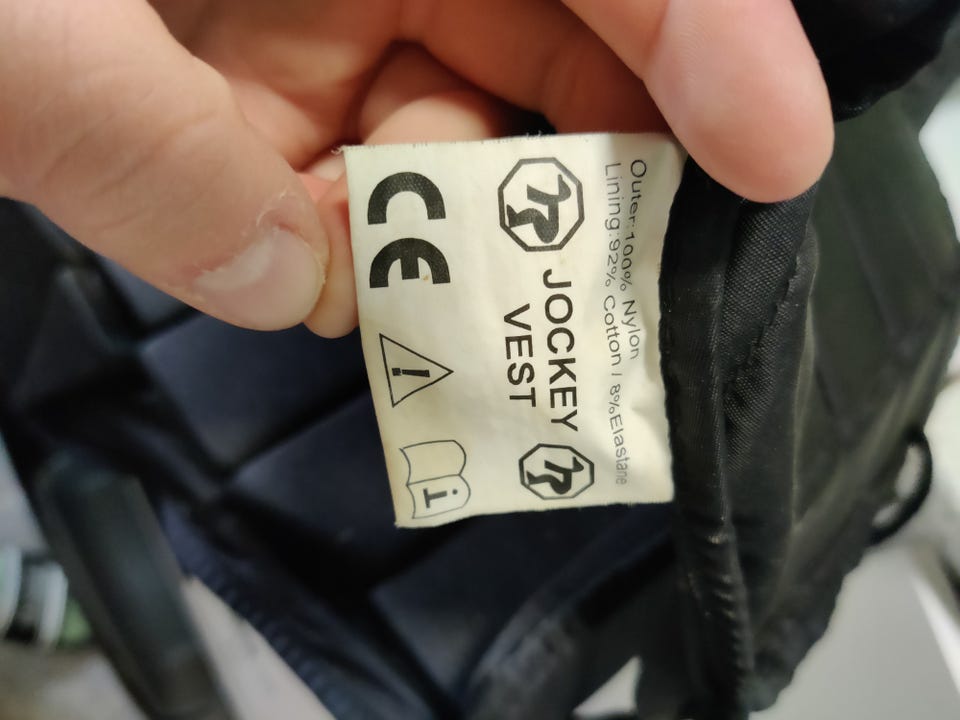 Outer:100% Nylon
Lining:92% Cotton / 8%Elastane
JOCKEY
VEST
CE
!
i